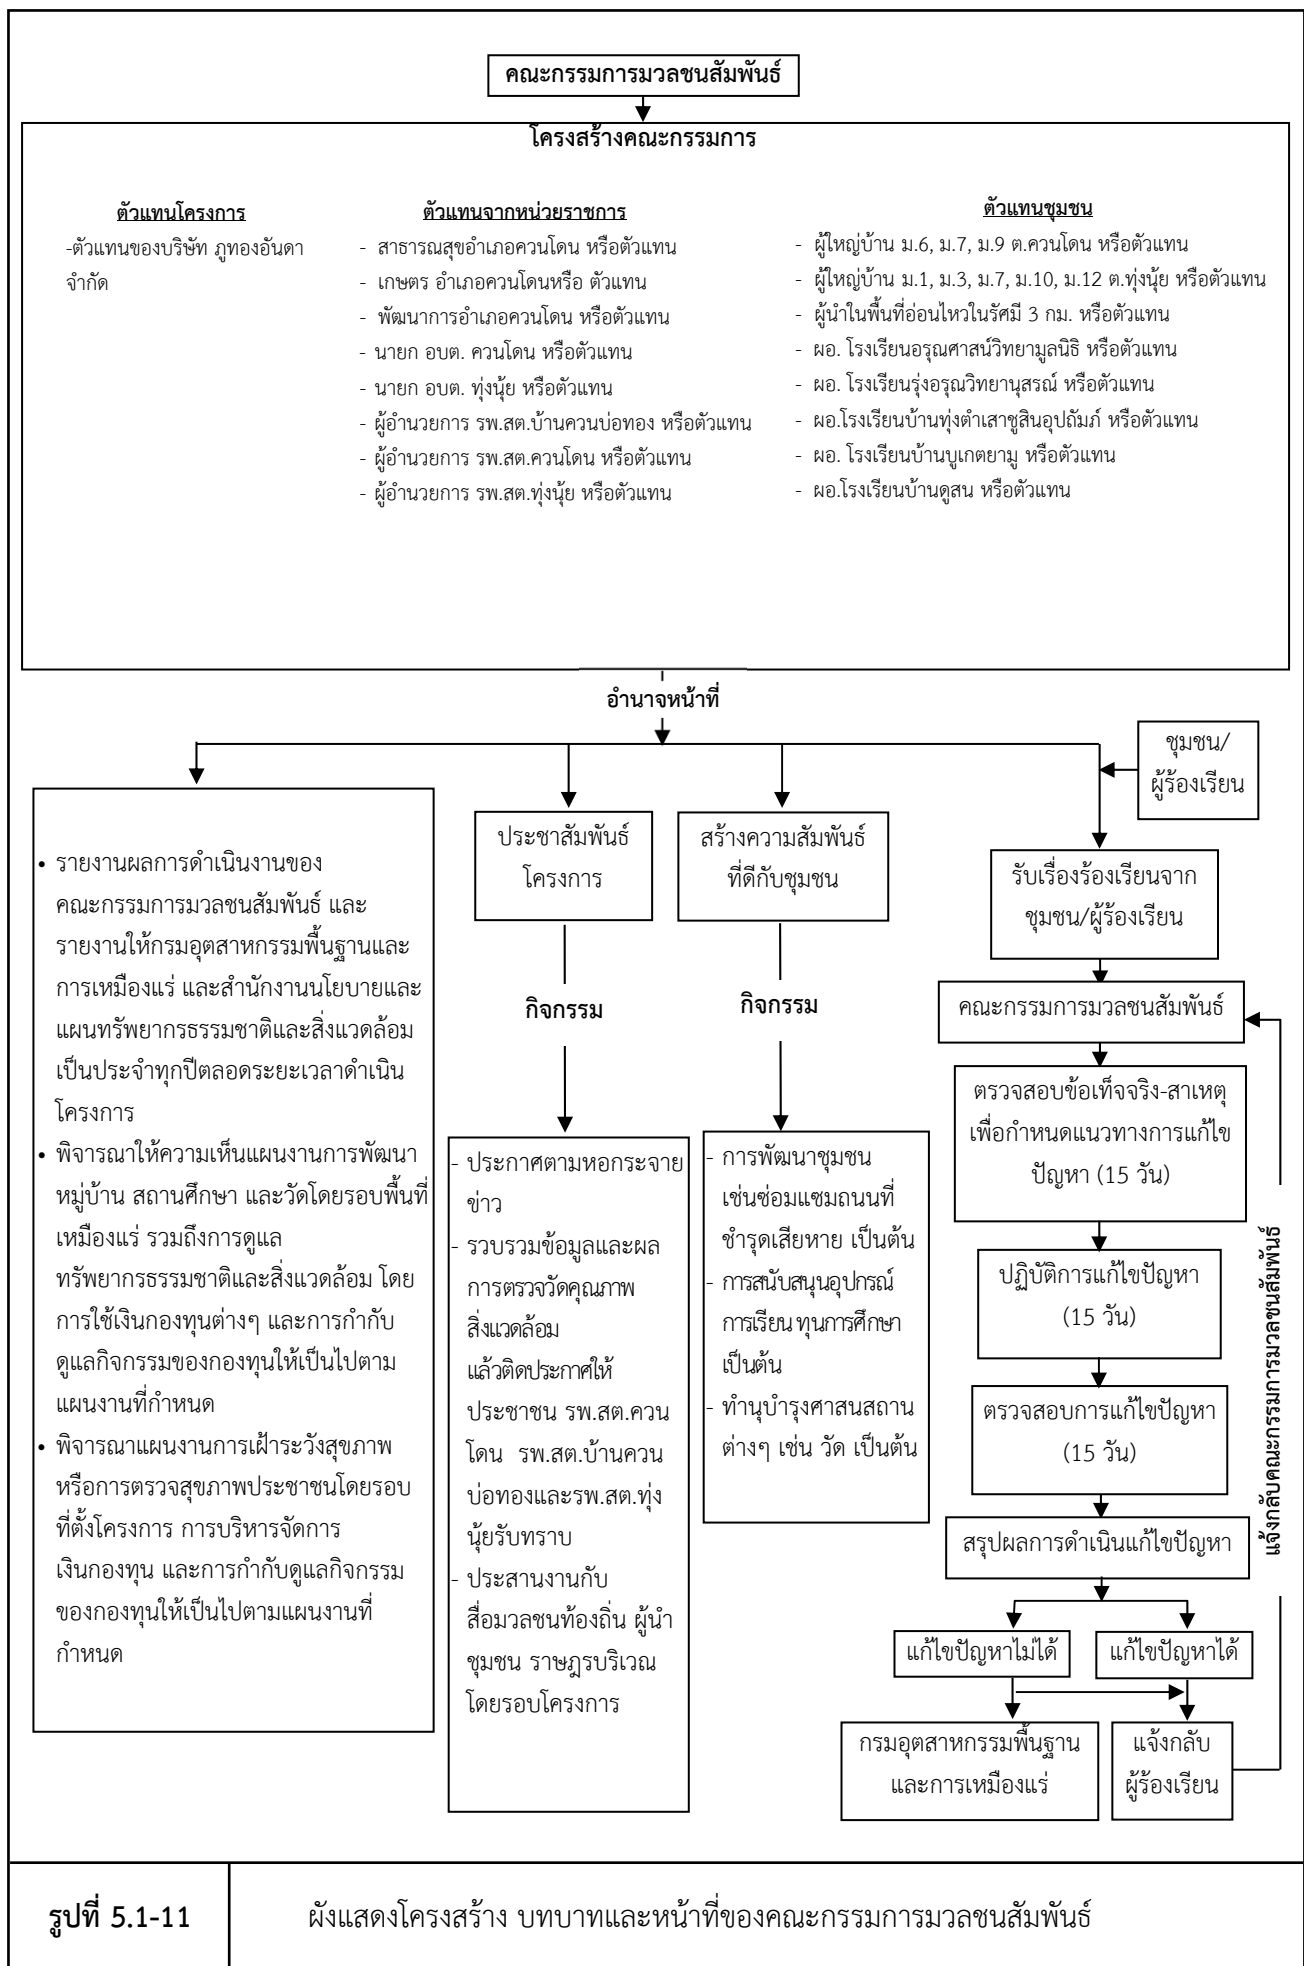 คณะกรรมการมวลชนสัมพันธ์
โครงสร้างคณะกรรมการ
ตัวแทนโครงการ
-ตัวแทนของบริษัท ภูทองอันดา
จำกัด
ตัวแทนจากหน่วยราชการ
- สาธารณสุขอำเภอควนโดน หรือตัวแทน
- เกษตร อำเภอควนโดนหรือ ตัวแทน
- พัฒนาการอำเภอควนโดน หรือตัวแทน
- นายก อบต. ควนโดน หรือตัวแทน
- นายก อบต. ทุ่งนุ้ย หรือตัวแทน
- ผู้อำนวยการ รพ.สต.บ้านควนบ่อทอง หรือตัวแทน
- ผู้อำนวยการ รพ.สต.ควนโดน หรือตัวแทน
- ผู้อำนวยการ รพ.สต.ทุ่งนุ้ย หรือตัวแทน
ตัวแทนชุมชน
- ผู้ใหญ่บ้าน ม.6, ม.7, ม.9 ต.ควนโดน หรือตัวแทน
- ผู้ใหญ่บ้าน ม.1, ม.3, ม.7, ม.10, ม.12 ต.ทุ่งนุ้ย หรือตัวแทน
- ผู้นำในพื้นที่อ่อนไหวในรัศมี 3 กม. หรือตัวแทน
- ผอ. โรงเรียนอรุณศาสน์วิทยามูลนิธิ หรือตัวแทน
- ผอ. โรงเรียนรุ่งอรุณวิทยานุสรณ์ หรือตัวแทน
- ผอ.โรงเรียนบ้านทุ่งตำเสาชูสินอุปถัมภ์ หรือตัวแทน
- ผอ. โรงเรียนบ้านบูเกตยามู หรือตัวแทน
- ผอ.โรงเรียนบ้านดูสน หรือตัวแทน
อำนาจหน้าที่
• รายงานผลการดำเนินงานของ
คณะกรรมการมวลชนสัมพันธ์ และ
รายงานให้กรมอุตสาหกรรมพื้นฐานและ
การเหมืองแร่ และสำนักงานนโยบายและ
แผนทรัพยากรธรรมชาติและสิ่งแวดล้อม
เป็นประจำทุกปีตลอดระยะเวลาดำเนิน
โครงการ
• พิจารณาให้ความเห็นแผนงานการพัฒนา
หมู่บ้าน สถานศึกษา และวัดโดยรอบพื้นที่
เหมืองแร่ รวมถึงการดูแล
ทรัพยากรธรรมชาติและสิ่งแวดล้อม โดย
การใช้เงินกองทุนต่างๆ และการกำกับ
ดูแลกิจกรรมของกองทุนให้เป็นไปตาม
แผนงานที่กำหนด
• พิจารณาแผนงานการเฝ้าระวังสุขภาพ
หรือการตรวจสุขภาพประชาชนโดยรอบ
ที่ตั้งโครงการ การบริหารจัดการ
เงินกองทุน และการกำกับดูแลกิจกรรม
ของกองทุนให้เป็นไปตามแผนงานที่
กำหนด
ประชาสัมพันธ์
โครงการ
กิจกรรม
- ประกาศตามหอกระจาย
ข่าว
- รวบรวมข้อมูลและผล
การตรวจวัดคุณภาพ
สิ่งแวดล้อม
แล้วติดประกาศให้
ประชาชน รพ.สต.ควน
โดน รพ.สต.บ้านควน
บ่อทองและรพ.สต.ทุ่ง
นุ้ยรับทราบ
- ประสานงานกับ
สื่อมวลชนท้องถิ่น ผู้นำ
ชุมชน ราษฎรบริเวณ
โดยรอบโครงการ
สร้างความสัมพันธ์
ที่ดีกับชุมชน
กิจกรรม
- การพัฒนาชุมชน
เช่นซ่อมแซมถนนที่
ชำรุดเสียหาย เป็นต้น
- การสนับสนุนอุปกรณ์
การเรียน ทุนการศึกษา
เป็นต้น
- ทำนุบำรุงศาสนสถาน
ต่างๆ เช่น วัด เป็นต้น
ชุมชน/
ผู้ร้องเรียน
รับเรื่องร้องเรียนจาก
ชุมชน/ผู้ร้องเรียน
คณะกรรมการมวลชนสัมพันธ์
ตรวจสอบข้อเท็จจริง-สาเหตุ
เพื่อกำหนดแนวทางการแก้ไข
ปัญหา (15 วัน)
ปฏิบัติการแก้ไขปัญหา
(15 วัน)
ตรวจสอบการแก้ไขปัญหา
(15 วัน)
สรุปผลการดำเนินแก้ไขปัญหา
แก้ไขปัญหาไม่ได้
แก้ไขปัญหาได้
กรมอุตสาหกรรมพื้นฐาน
และการเหมืองแร่
แจ้งกลับ
ผู้ร้องเรียน
แจ้งกลับคณะกรรมการมวลชนสัมพันธ์
รูปที่ 5.1-11
ผังแสดงโครงสร้าง บทบาทและหน้าที่ของคณะกรรมการมวลชนสัมพันธ์